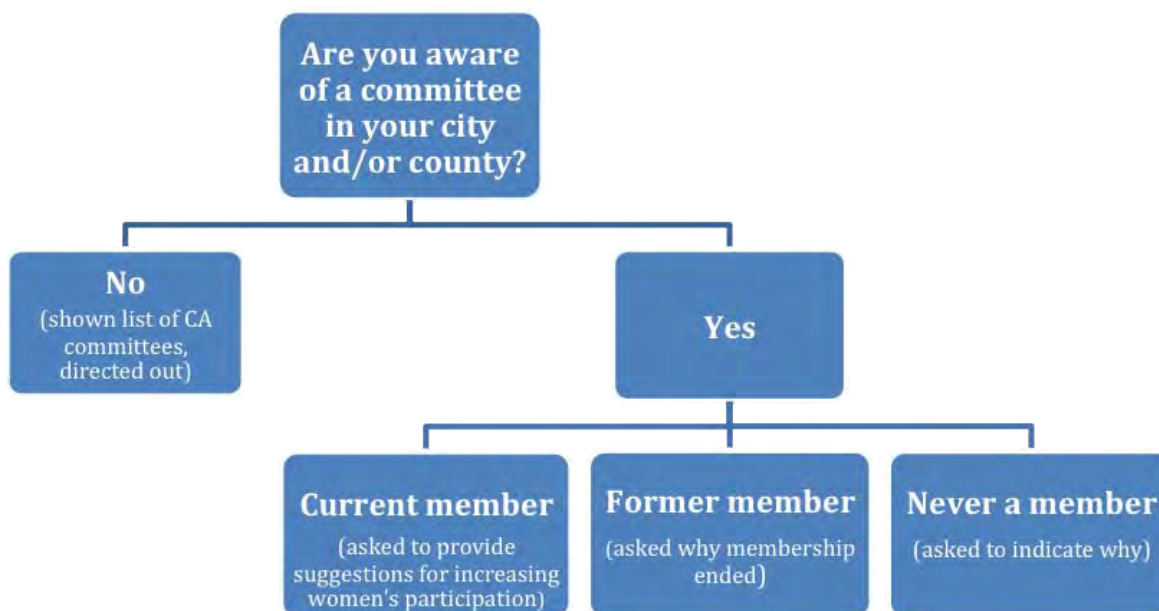 Are you aware
of a committee
in your city
and/or county?
No
(shown list of CA
committees,
directed out)
Yes
Current member
(asked to provide
suggestions for increasing
women's participation)
Former member
(asked why membership
ended)
Never a member
(asked to indicate why)